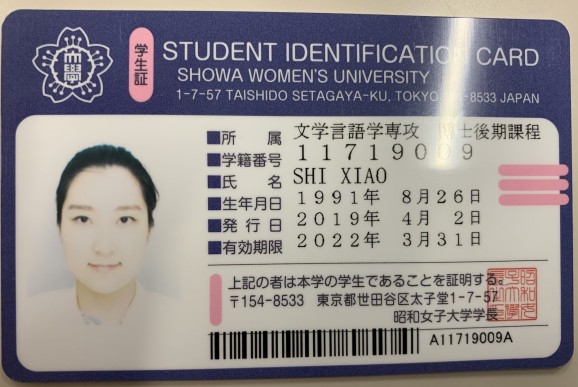 大學
学生証
STUDENT IDENTIFICATION CARD
SHOWA WOMEN'S UNIVERSITY
1-7-57 TAISHIDO SETAGAYA-KU, TOKYO 154-8533 JAPAN
■所 属 文学言語学専攻 博士後期課程
■学籍番号 11719009
■氏 名 SHI XIAO
■生年月日 1991年 8月26日
■発行日 2019年 4月 2日
■有効期限 2022年 3月31日
上記の者は本学の学生であることを証明する。
〒154-8533 東京都世田谷区太子堂1-7-57
昭和女子大学学長
A11719009A